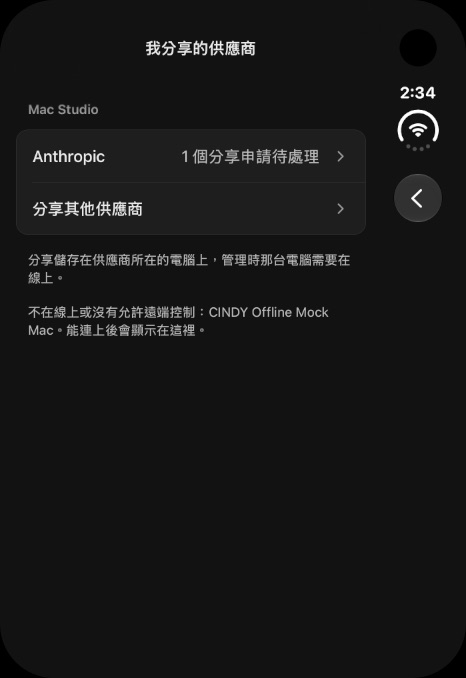 我分享的供應商
2:34
Mac Studio
Anthropic 1 個分享申請待處理
分享其他供應商
分享儲存在供應商所在的電腦上，管理時那台電腦需要在
線上。
不在線上或沒有允許遠端控制：CINDY Offline Mock
Mac。能連上後會顯示在這裡。